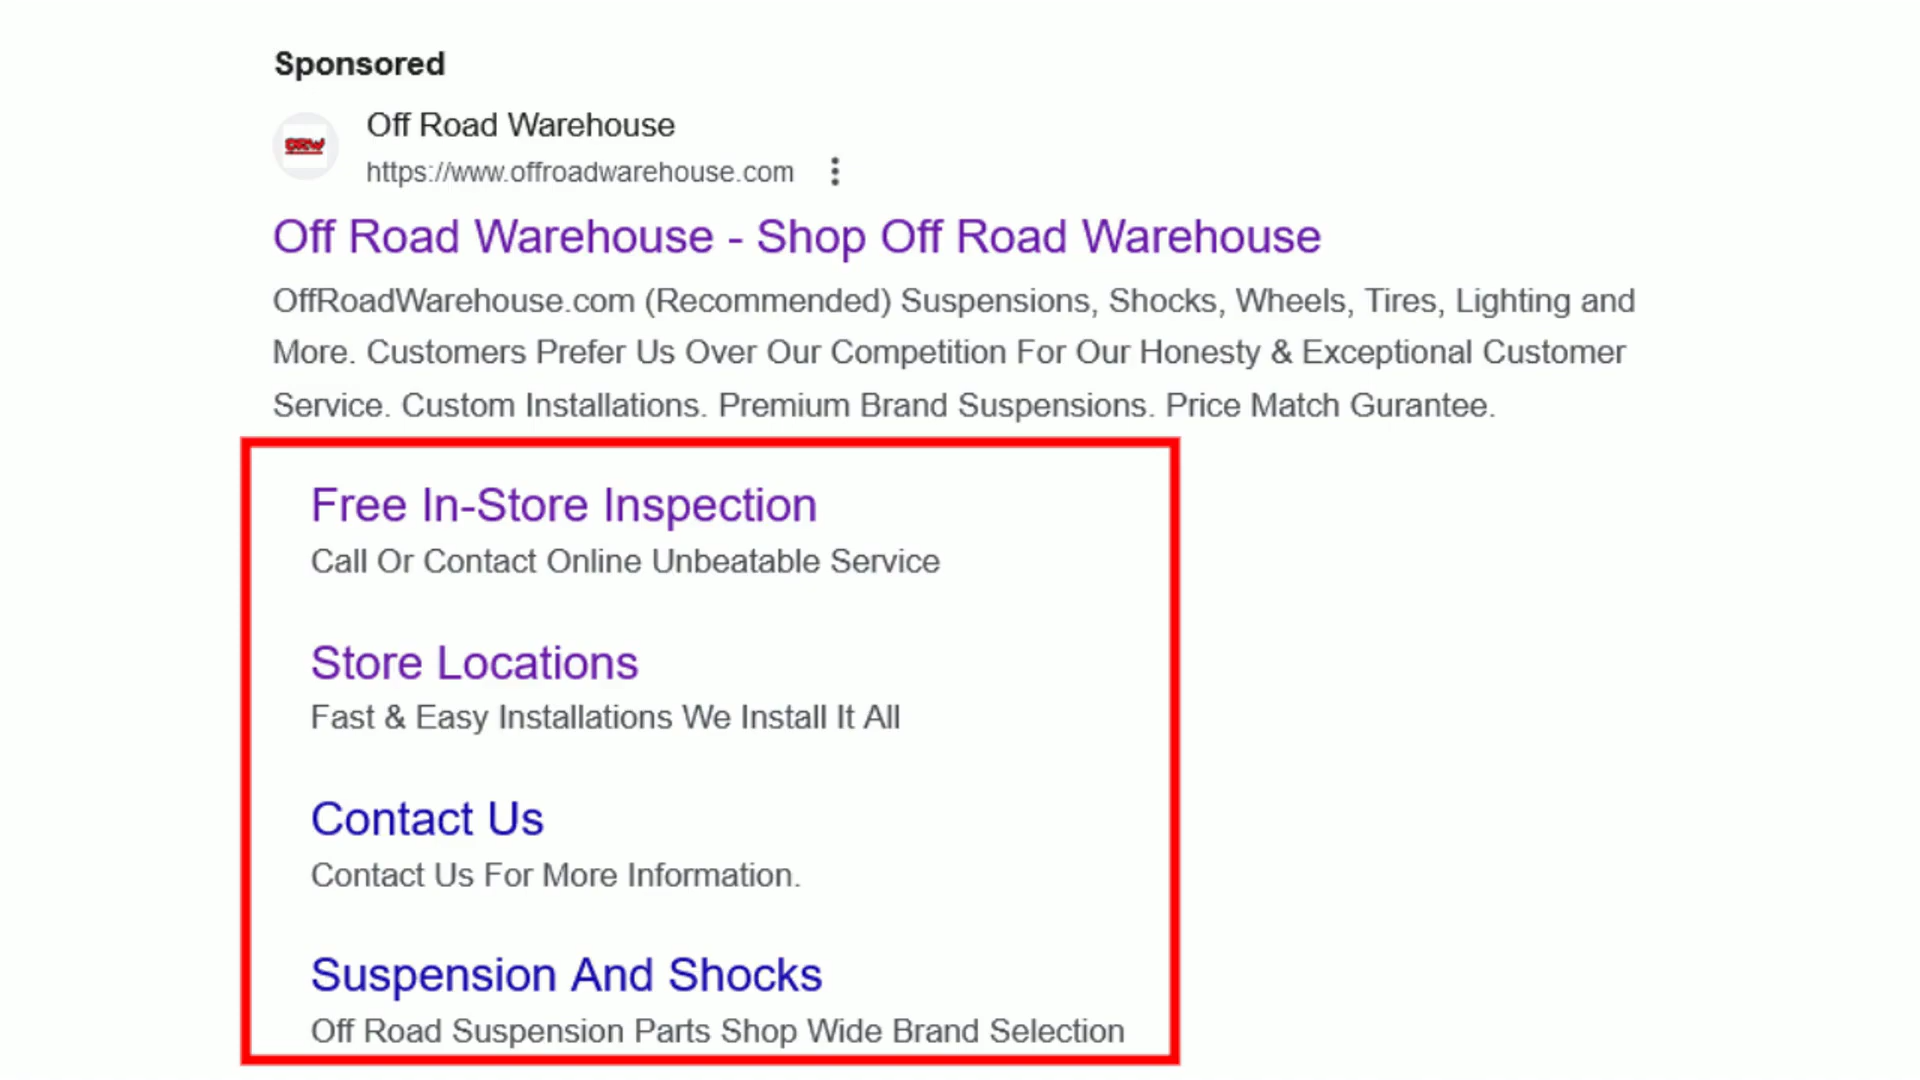 Sponsored
ORW
Off Road Warehouse
https://www.offroadwarehouse.com
Off Road Warehouse - Shop Off Road Warehouse
OffRoadWarehouse.com (Recommended) Suspensions, Shocks, Wheels, Tires, Lighting and
More. Customers Prefer Us Over Our Competition For Our Honesty & Exceptional Customer
Service. Custom Installations. Premium Brand Suspensions. Price Match Gurantee.
Free In-Store Inspection
Call Or Contact Online Unbeatable Service
Store Locations
Fast & Easy Installations We Install It All
Contact Us
Contact Us For More Information.
Suspension And Shocks
Off Road Suspension Parts Shop Wide Brand Selection